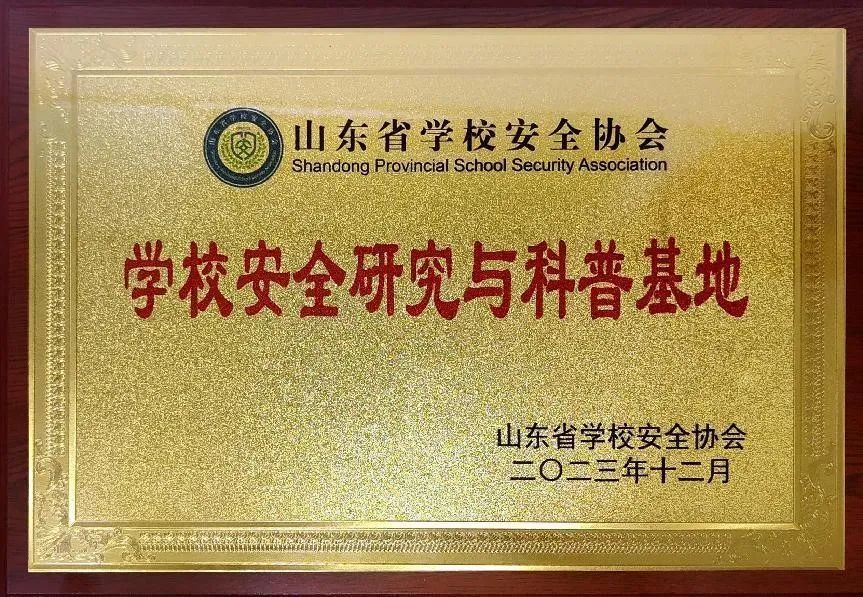 山东省学校安全协会
Shandong Provincial School Security Association
学校安全研究与科普基地
山东省学校安全协会
二〇二三年十二月